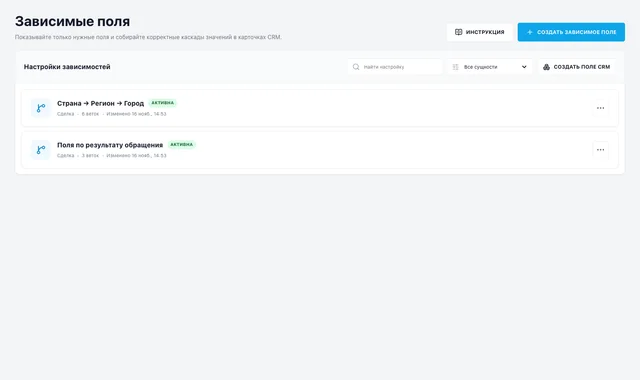 Зависимые поля
Показывайте только нужные поля и собирайте корректные каскады значений в карточках CRM.
ИНСТРУКЦИЯ
+ СОЗДАТЬ ЗАВИСИМОЕ ПОЛЕ
Настройки зависимостей
Найти настройку
Все сущности
СОЗДАТЬ ПОЛЕ CRM
Страна → Регион → Город АКТИВНА
Сделка • 6 веток • Изменено 16 нояб., 14:53
Поля по результату обращения АКТИВНА
Сделка • 3 веток • Изменено 16 нояб., 14:53